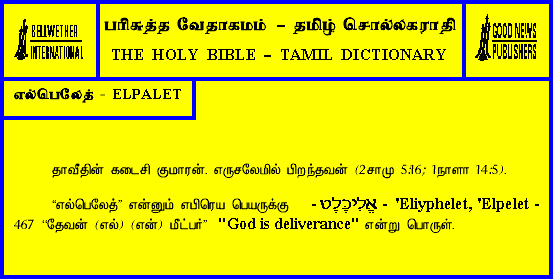 BELLWETHER
INTERNATIONAL
பரிசுத்த வேதாகமம் – தமிழ் சொல்லகராதி
THE HOLY BIBLE – TAMIL DICTIONARY
GOOD NEWS
PUBLISHERS
எல்பெலேத் - ELPALET
தாவீதின் கடைசி குமாரன். எருசலேமில் பிறந்தவன் (2சாமு 5:16; 1நாளா 14:5).
“எல்பெலேத்” என்னும் எபிரெய பெயருக்கு - אֱלִיפֶלֶט - 'Eliyphelet, 'Elpelet -
467 “தேவன் (எல்) (என்) மீட்பர்” "God is deliverance" என்று பொருள்.